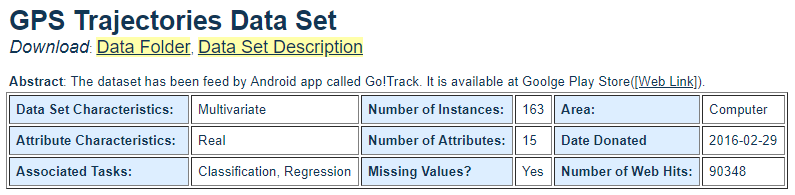 GPS Trajectories Data Set
Download: Data Folder, Data Set Description
Abstract: The dataset has been feed by Android app called Go!Track. It is available at Goolge Play Store([Web Link]).
Data Set Characteristics: Multivariate Number of Instances: 163 Area: Computer
Attribute Characteristics: Real Number of Attributes: 15 Date Donated 2016-02-29
Associated Tasks: Classification, Regression Missing Values? Yes Number of Web Hits: 90348